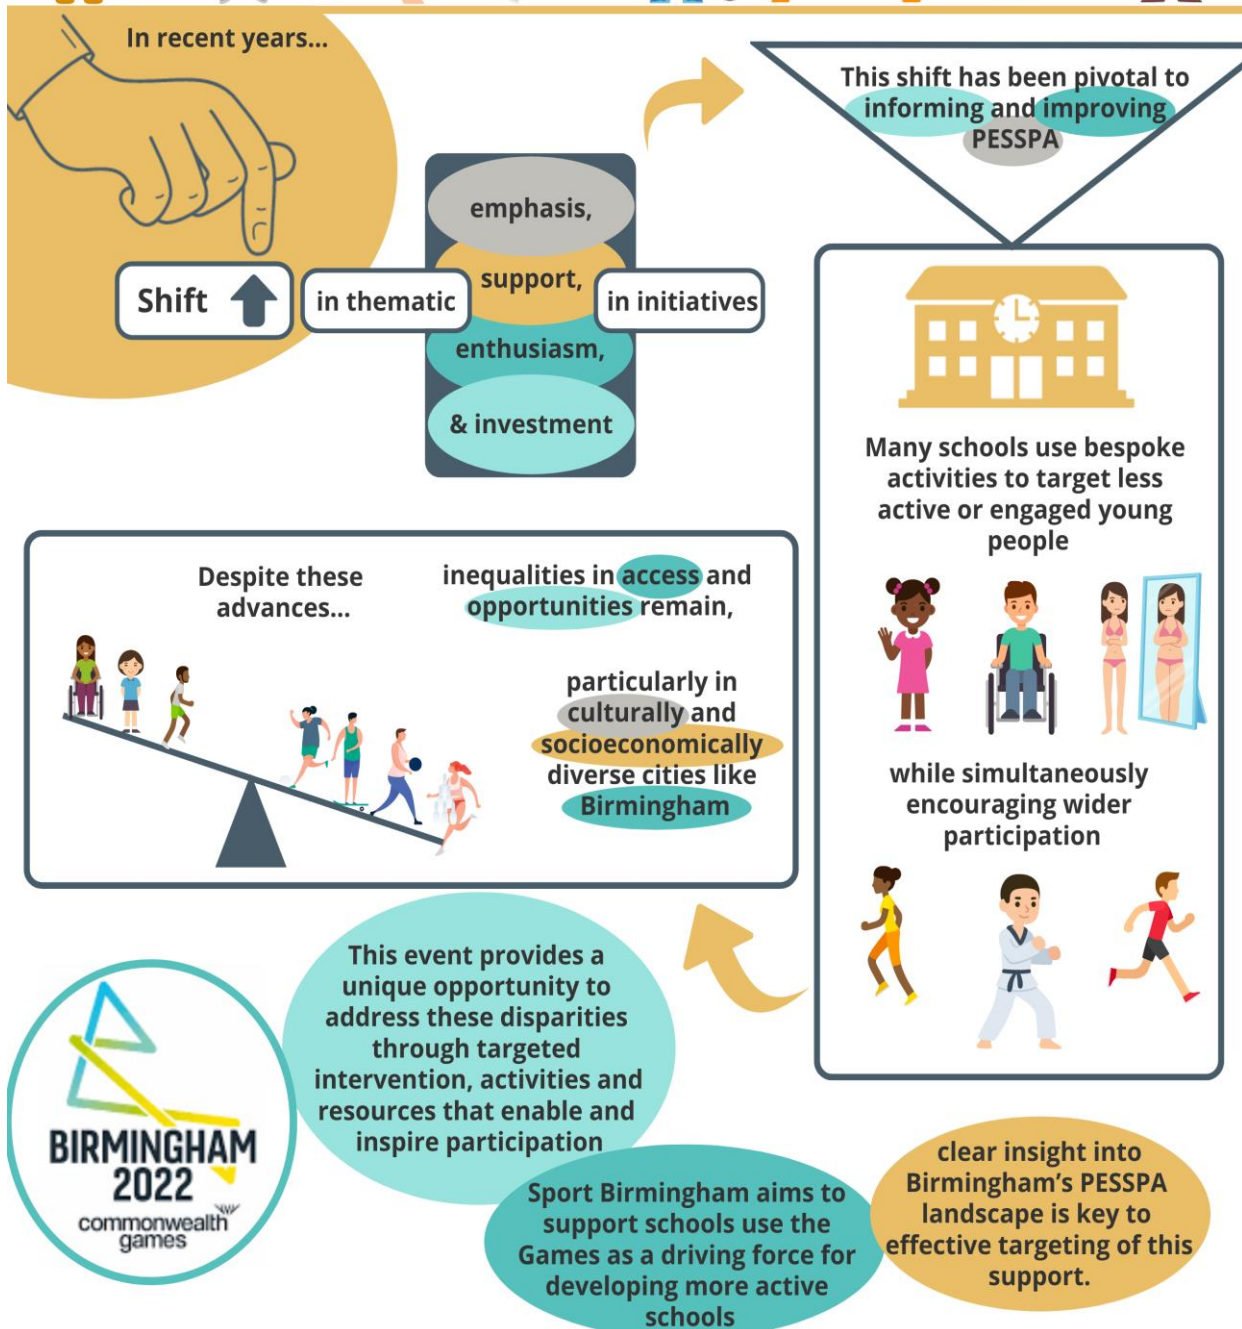 In recent years...
Shift
in thematic
emphasis,
support,
enthusiasm,
& investment
in initiatives
This shift has been pivotal to
informing and improving
PESSPA
Many schools use bespoke
activities to target less
active or engaged young
people
while simultaneously
encouraging wider
participation
Despite these
advances...
inequalities in access and
opportunities remain,
particularly in
culturally and
socioeconomically
diverse cities like
Birmingham
BIRMINGHAM
2022
commonwealth
games
This event provides a
unique opportunity to
address these disparities
through targeted
intervention, activities and
resources that enable and
inspire participation
Sport Birmingham aims to
support schools use the
Games as a driving force for
developing more active
schools
clear insight into
Birmingham's PESSPA
landscape is key to
effective targeting of this
support.